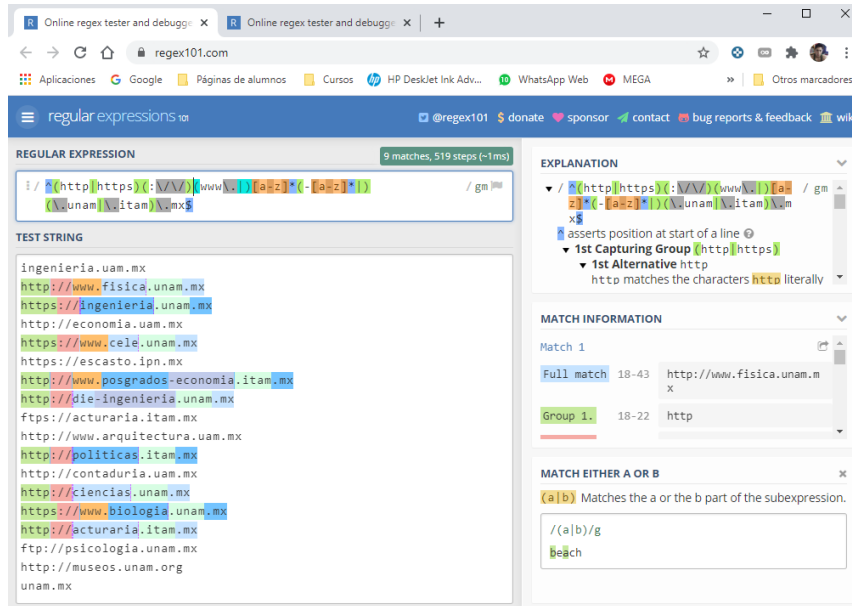 Online regex tester and debugge
Online regex tester and debugge
regex101.com
Aplicaciones Google Páginas de alumnos Cursos HP DeskJet Ink Adv... WhatsApp Web MEGA » Otros marcadores
regular expressions 101 @regex101 $ donate sponsor contact bug reports & feedback wik
REGULAR EXPRESSION 9 matches, 519 steps (~1ms)
/ ^(http|https)(:\/\/)(www\.|)[a-z]*(-[a-z]*|) / gm
(\.unam|\.itam)\.mx$
TEST STRING
ingenieria.uam.mx
http://www.fisica.unam.mx
https://ingenieria.unam.mx
http://economia.uam.mx
https://www.cele.unam.mx
https://escasto.ipn.mx
http://www.posgrados-economia.itam.mx
http://die-ingenieria.unam.mx
ftps://acturaria.itam.mx
http://www.arquitectura.uam.mx
http://politicas.itam.mx
http://contaduria.uam.mx
http://ciencias.unam.mx
https://www.biologia.unam.mx
http://acturaria.itam.mx
ftp://psicologia.unam.mx
http://museos.unam.org
unam.mx
EXPLANATION
/ ^(http|https)(:\/\/)(www\.|)[a- / gm
z]*(-[a-z]*|)(\.unam|\.itam)\.m
x$
^ asserts position at start of a line
1st Capturing Group (http|https)
1st Alternative http
http matches the characters http literally
MATCH INFORMATION
Match 1
Full match 18-43 http://www.fisica.unam.m
x
Group 1. 18-22 http
MATCH EITHER A OR B
(a|b) Matches the a or the b part of the subexpression.
/(a|b)/g
beach